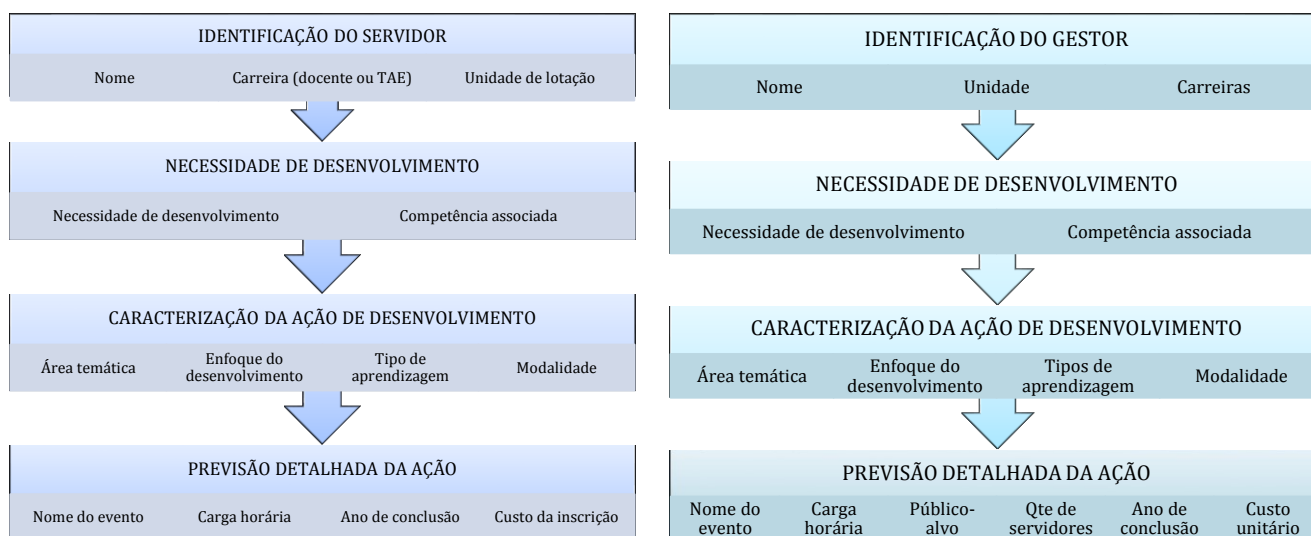 IDENTIFICAÇÃO DO SERVIDOR
Nome Carreira (docente ou TAE) Unidade de lotação
NECESSIDADE DE DESENVOLVIMENTO
Necessidade de desenvolvimento Competência associada
CARACTERIZAÇÃO DA AÇÃO DE DESENVOLVIMENTO
Área temática
Enfoque do
desenvolvimento
Tipo de
aprendizagem
Modalidade
PREVISÃO DETALHADA DA AÇÃO
Nome do evento Carga horária Ano de conclusão Custo da inscrição
IDENTIFICAÇÃO DO GESTOR
Nome Unidade Carreiras
NECESSIDADE DE DESENVOLVIMENTO
Necessidade de desenvolvimento Competência associada
CARACTERIZAÇÃO DA AÇÃO DE DESENVOLVIMENTO
Área temática
Enfoque do
desenvolvimento
Tipos de
aprendizagem
Modalidade
PREVISÃO DETALHADA DA AÇÃO
Nome do
evento
Carga
horária
Público-
alvo
Qte de
servidores
Ano de
conclusão
Custo
unitário